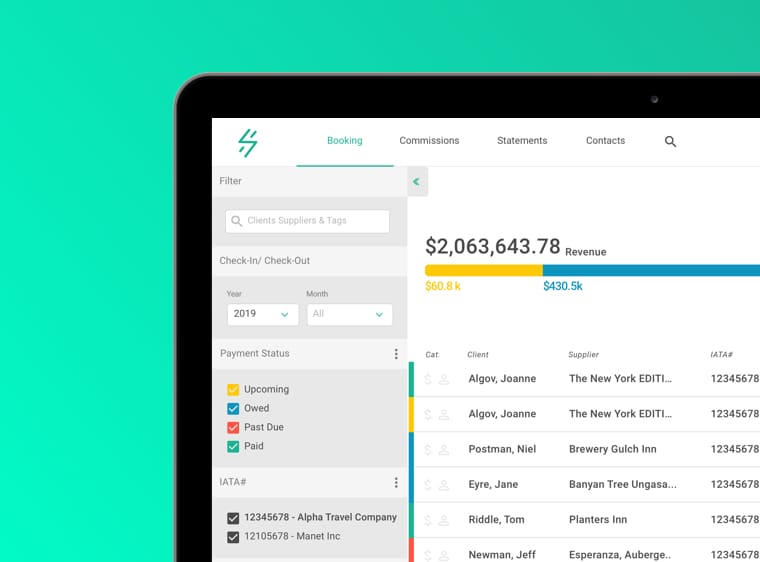 Booking Commissions Statements Contacts
Filter
Clients Suppliers & Tags
Check-In/ Check-Out
Year Month
2019 All
Payment Status
Upcoming
Owed
Past Due
Paid
IATA#
12345678 - Alpha Travel Company
12105678 - Manet Inc
$2,063,643.78 Revenue
$60.8 k $430.5k
Cat. Client Supplier IATA#
Algov, Joanne The New York EDITI... 12345678
Algov, Joanne The New York EDITI... 12345678
Postman, Niel Brewery Gulch Inn 12345678
Eyre, Jane Banyan Tree Ungasa... 12345678
Riddle, Tom Planters Inn 12345678
Newman, Jeff Esperanza, Auberge.. 12345678